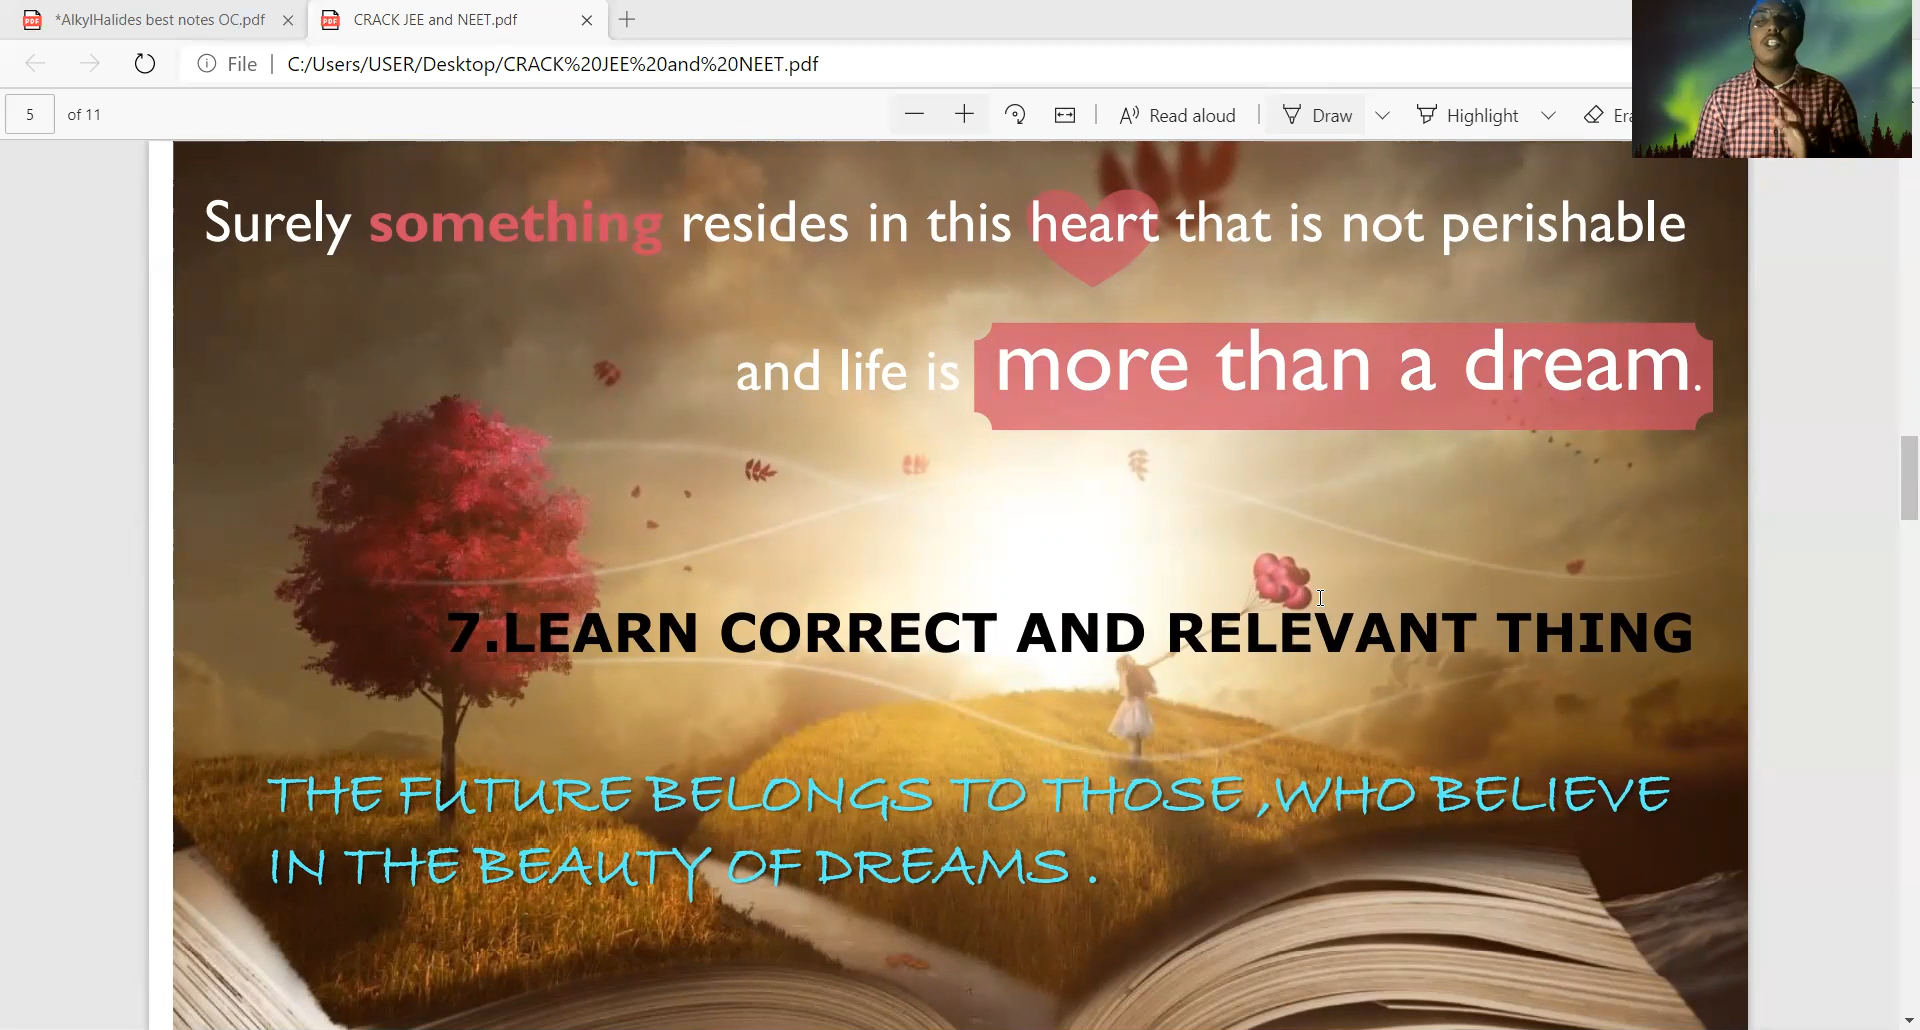 *AlkylHalides best notes OC.pdf
CRACK JEE and NEET.pdf
File
C:/Users/USER/Desktop/CRACK%20JEE%20and%20NEET.pdf
5 of 11
Read aloud
Draw
Highlight
Surely something resides in this heart that is not perishable
and life is more than a dream.
7.LEARN CORRECT AND RELEVANT THING
THE FUTURE BELONGS TO THOSE ,WHO BELIEVE
IN THE BEAUTY OF DREAMS .